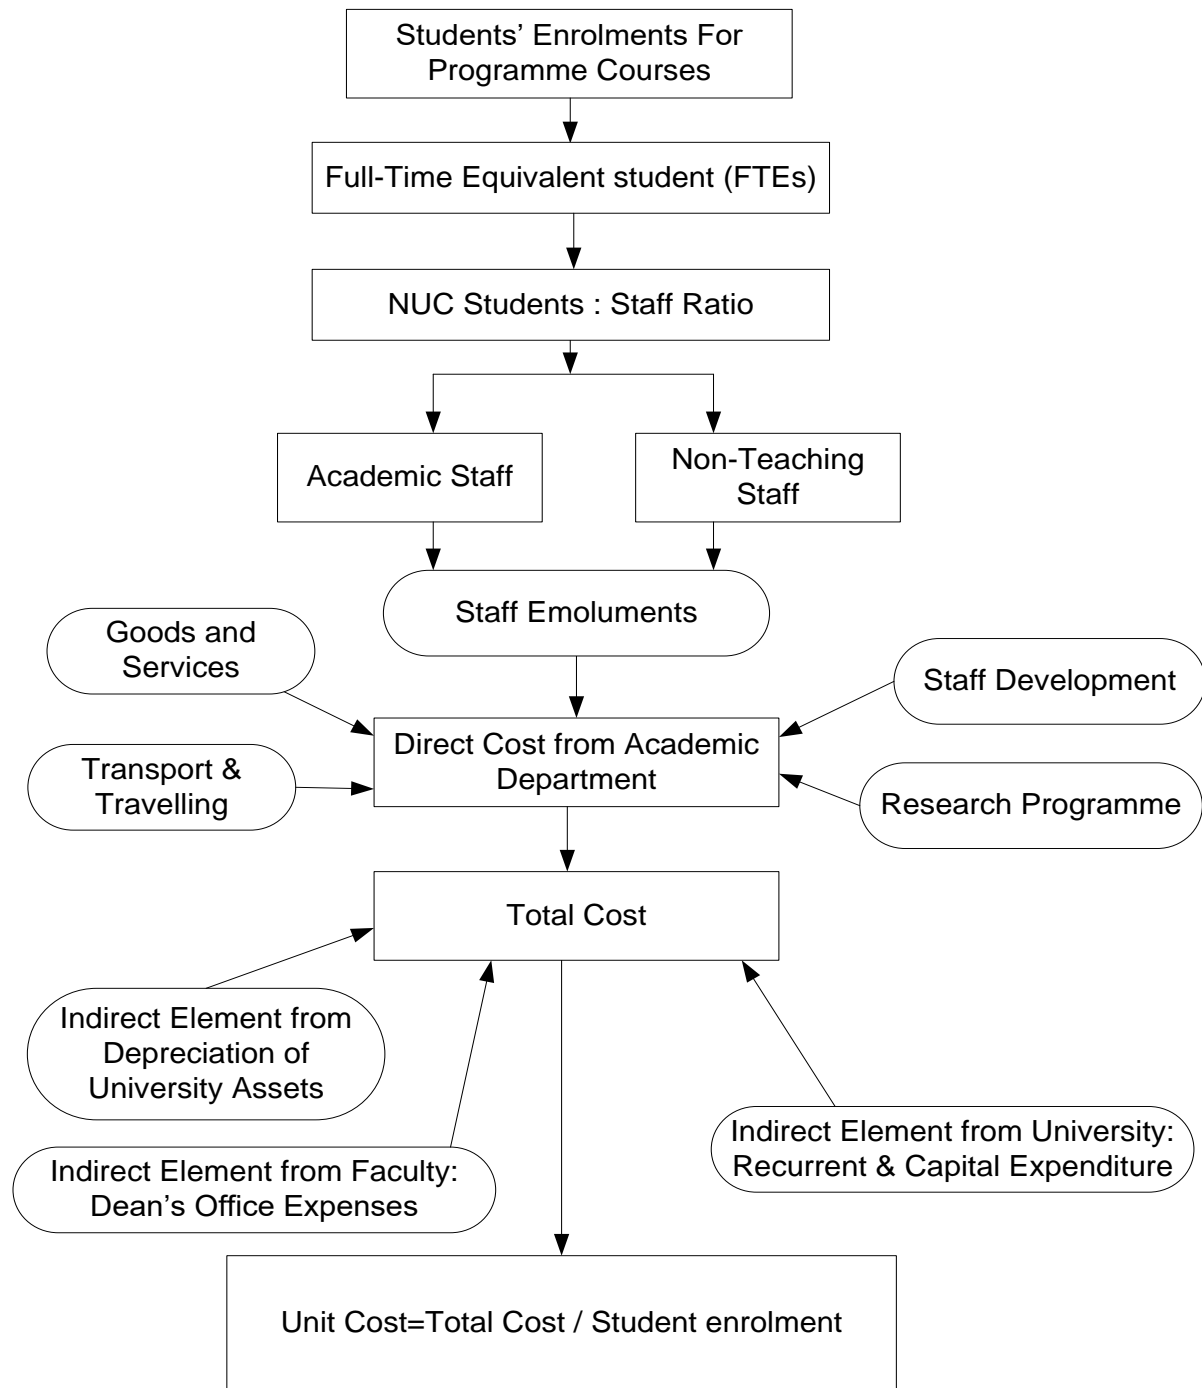 Students’ Enrolments For
Programme Courses
Full-Time Equivalent student (FTEs)
NUC Students : Staff Ratio
Academic Staff
Non-Teaching
Staff
Staff Emoluments
Goods and
Services
Staff Development
Direct Cost from Academic
Department
Transport &
Travelling
Research Programme
Total Cost
Indirect Element from
Depreciation of
University Assets
Indirect Element from University:
Recurrent & Capital Expenditure
Indirect Element from Faculty:
Dean’s Office Expenses
Unit Cost=Total Cost / Student enrolment